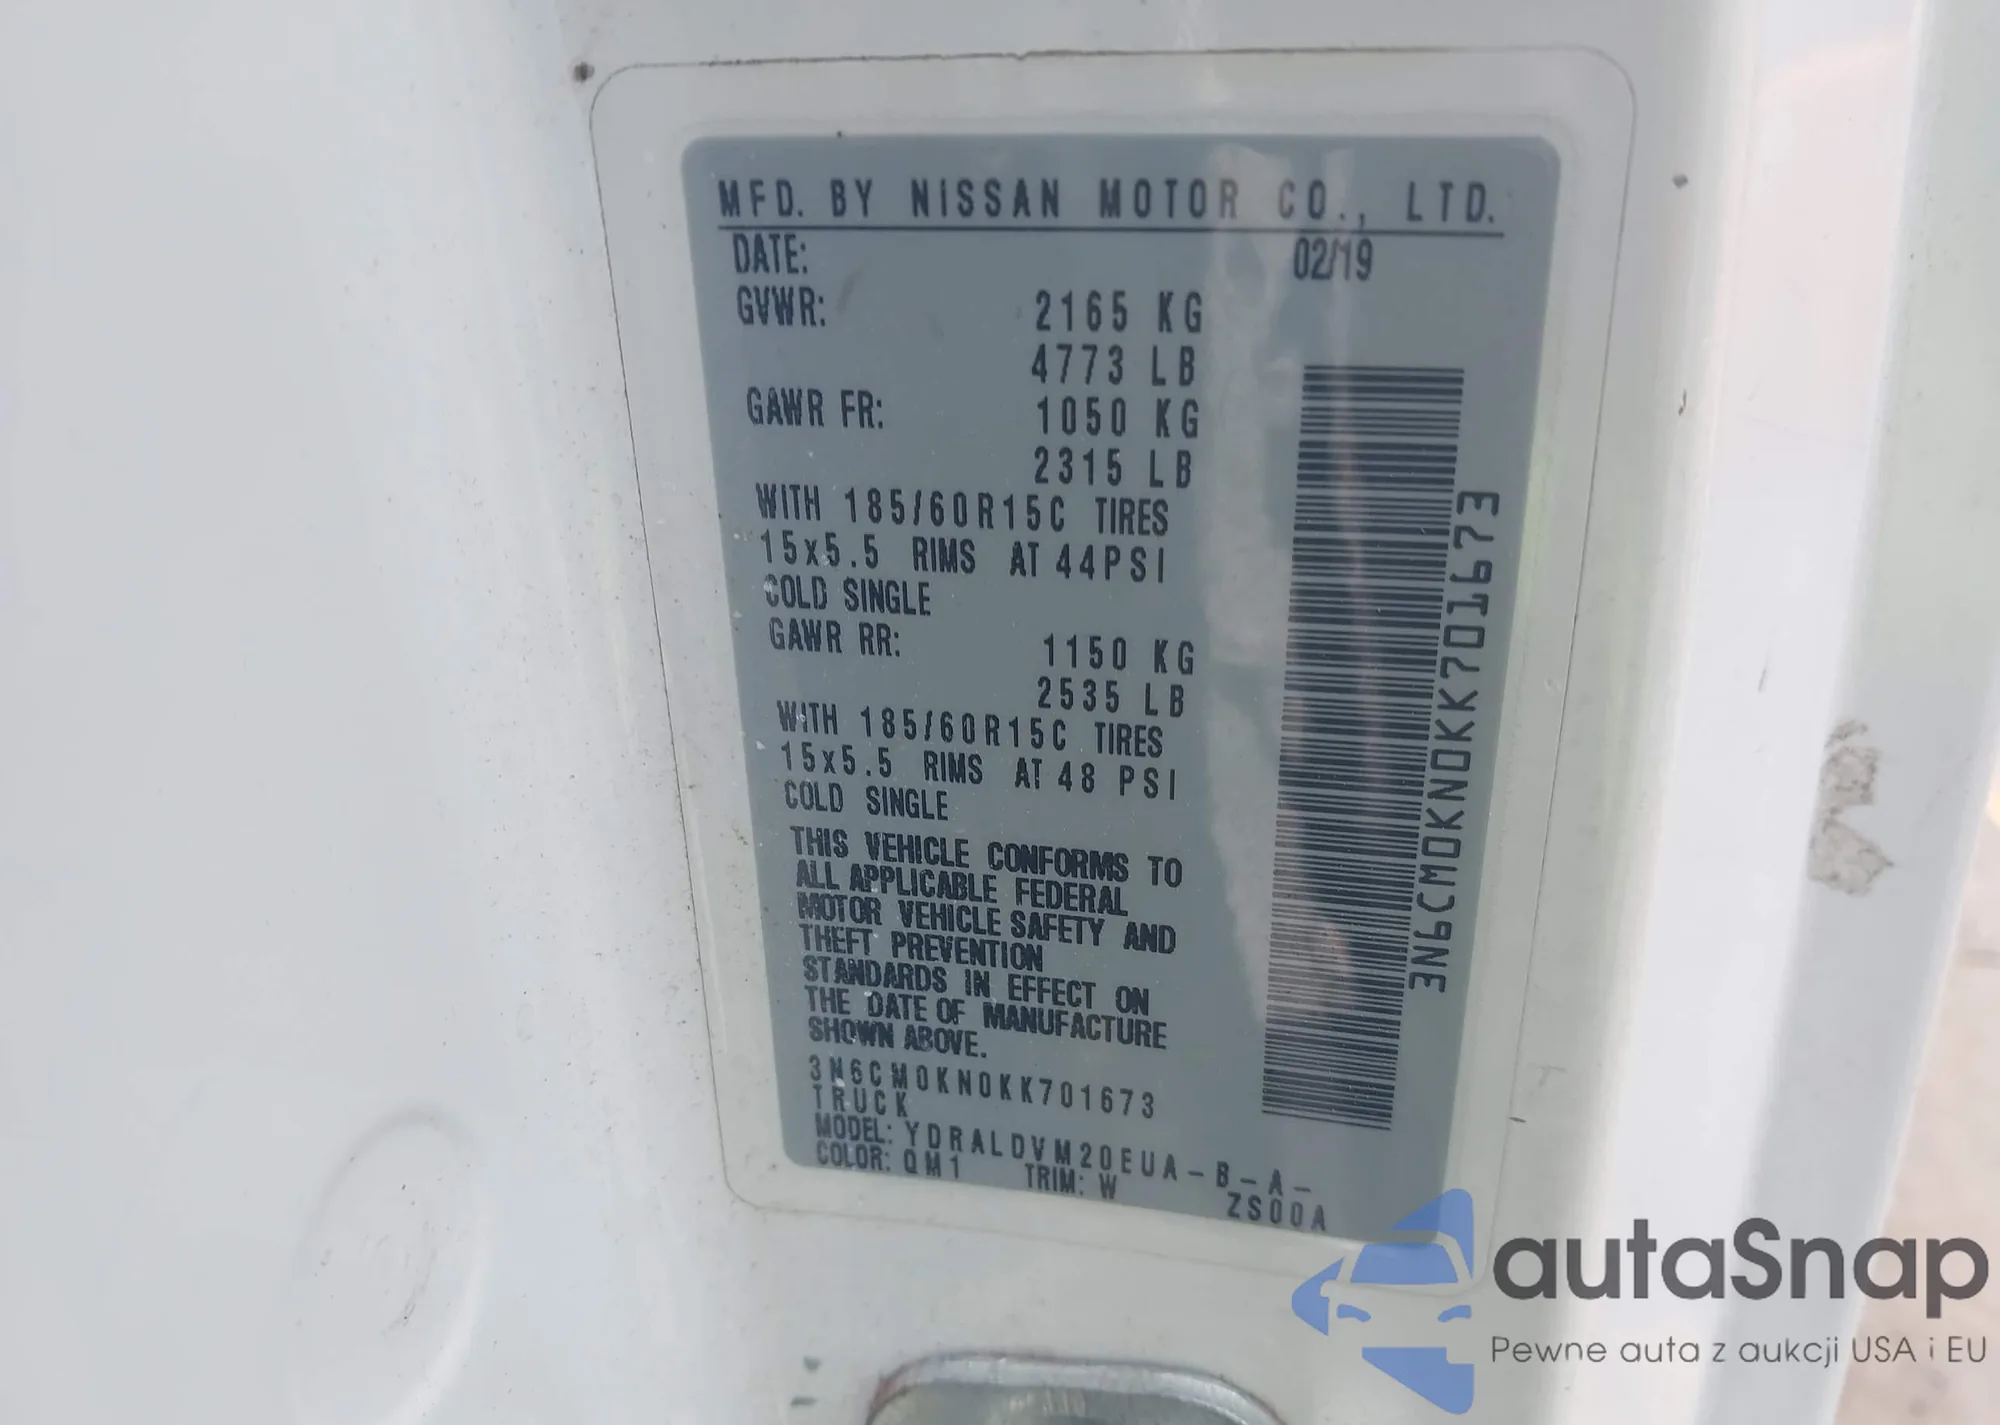 MFD. BY NISSAN MOTOR CO., LTD.
DATE: 02/19
GVWR: 2165 KG
4773 LB
GAWR FR: 1050 KG
2315 LB
WITH 185/60R15C TIRES
15x5.5 RIMS AT 44PSI
COLD SINGLE
GAWR RR: 1150 KG
2535 LB
WITH 185/60R15C TIRES
15x5.5 RIMS AT 48 PSI
COLD SINGLE
THIS VEHICLE CONFORMS TO
ALL APPLICABLE FEDERAL
MOTOR VEHICLE SAFETY AND
THEFT PREVENTION
STANDARDS IN EFFECT ON
THE DATE OF MANUFACTURE
SHOWN ABOVE.
3N6CM0KN0KK701673
TRUCK
MODEL: YDRALDVM20EUA-B-A-
COLOR: QM1 TRIM: W ZS00A
3N6CM0KN0KK701673
autaSnap
Pewne auta z aukcji USA i EU